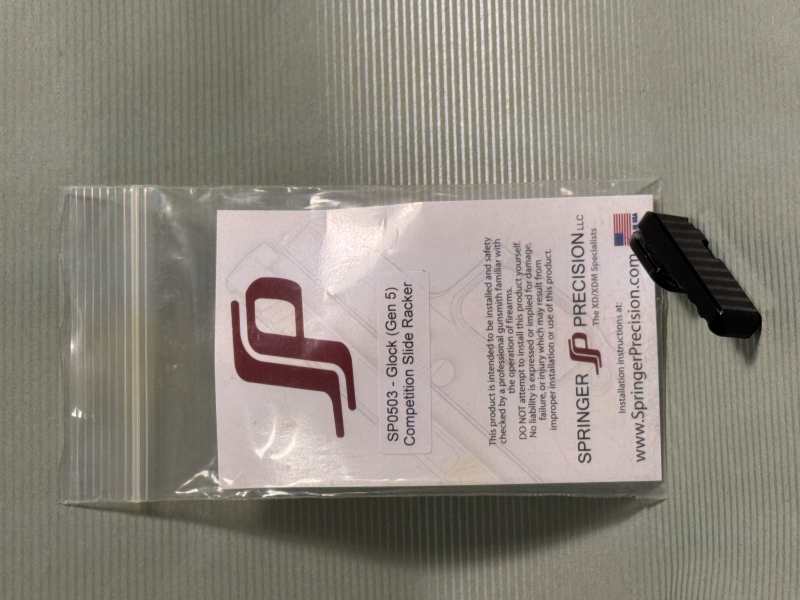 SP0503 - Glock (Gen 5)
Competition Slide Racker
This product is intended to be installed and safety
checked by a professional gunsmith familiar with
the operation of firearms.
DO NOT attempt to install this product yourself.
No liability is expressed or implied for damage,
failure, or injury which may result from
improper installation or use of this product.
SPRINGER SP PRECISION LLC
The XD/XDM Specialists
Installation instructions at:
www.SpringerPrecision.com
USA